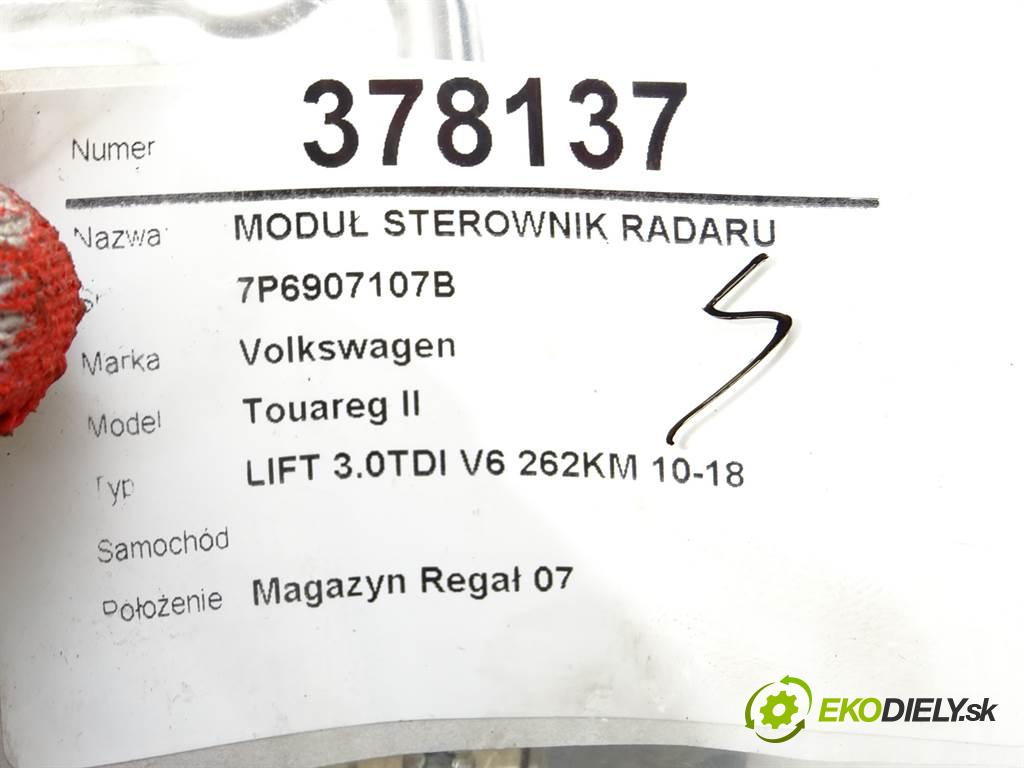 Numer 378137
Nazwa MODUŁ STEROWNIK RADARU
7P6907107B
Marka Volkswagen
Model Touareg II
Typ LIFT 3.0TDI V6 262KM 10-18
Samochód
Położenie Magazyn Regał 07
EKODIELY.sk